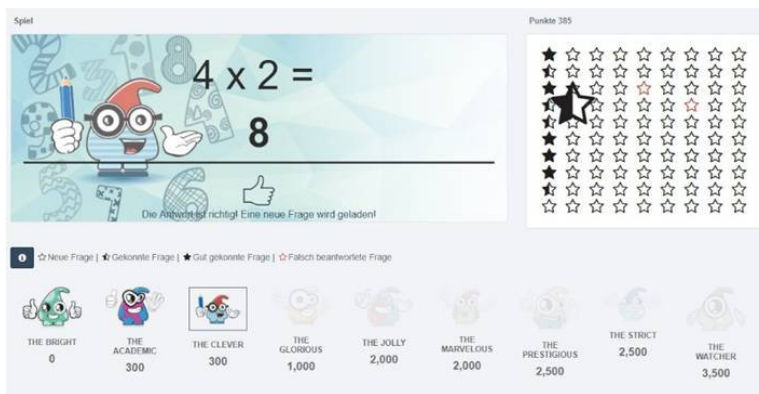 Spiel
Punkte 385
4 x 2 =
8
Die Antwort ist richtig! Eine neue Frage wird geladen!
Neue Frage | Gekonnte Frage | Gut gekonnte Frage | Falsch beantwortete Frage
THE BRIGHT
0
THE
ACADEMIC
300
THE CLEVER
300
THE
GLORIOUS
1,000
THE JOLLY
2,000
THE
MARVELOUS
2,000
THE
PRESTIGIOUS
2,500
THE STRICT
2,500
THE
WATCHER
3,500